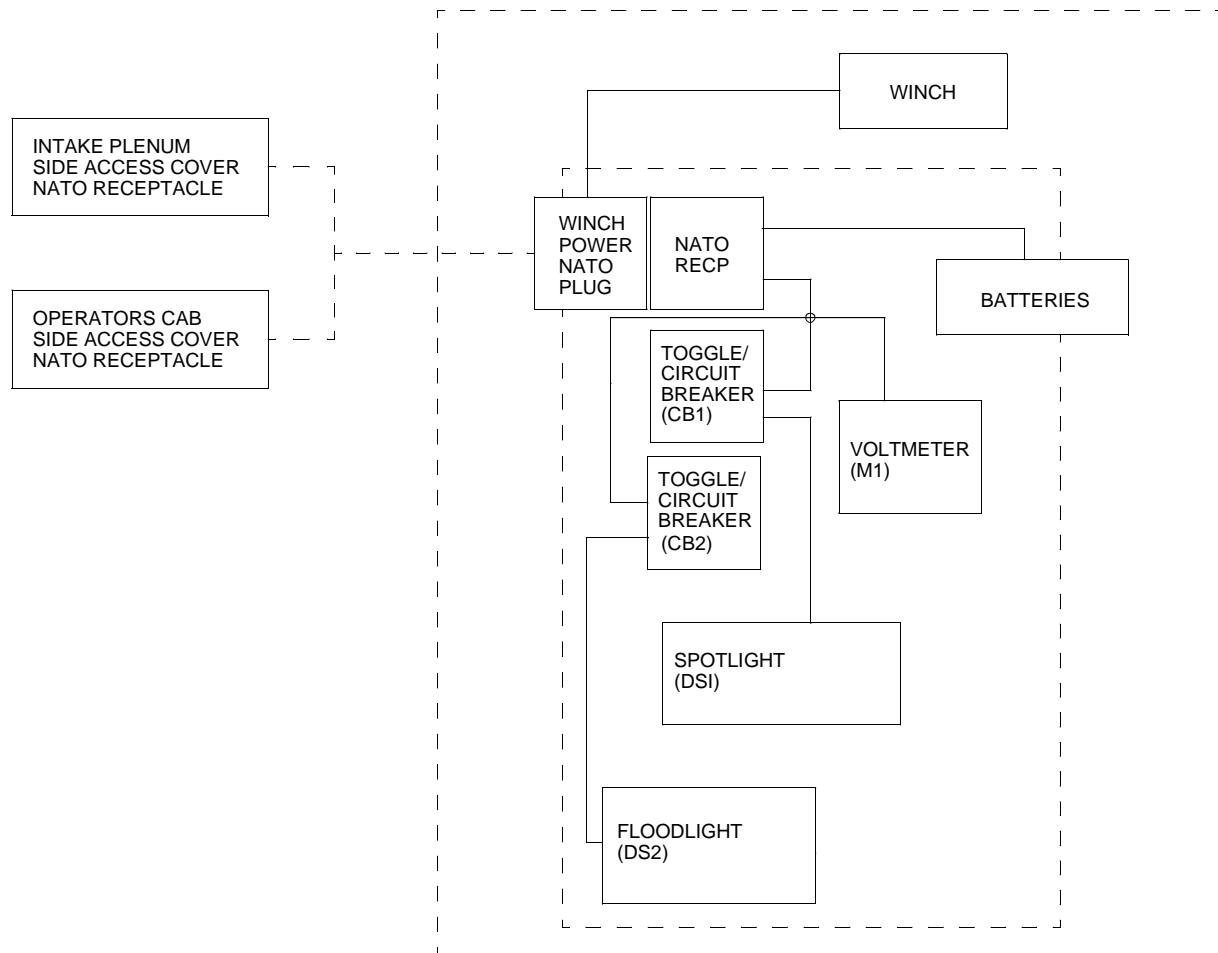 WINCH
INTAKE PLENUM
SIDE ACCESS COVER
NATO RECEPTACLE
WINCH
POWER
NATO
PLUG
NATO
RECP
BATTERIES
OPERATORS CAB
SIDE ACCESS COVER
NATO RECEPTACLE
TOGGLE/
CIRCUIT
BREAKER
(CB1)
VOLTMETER
(M1)
TOGGLE/
CIRCUIT
BREAKER
(CB2)
SPOTLIGHT
(DSI)
FLOODLIGHT
(DS2)